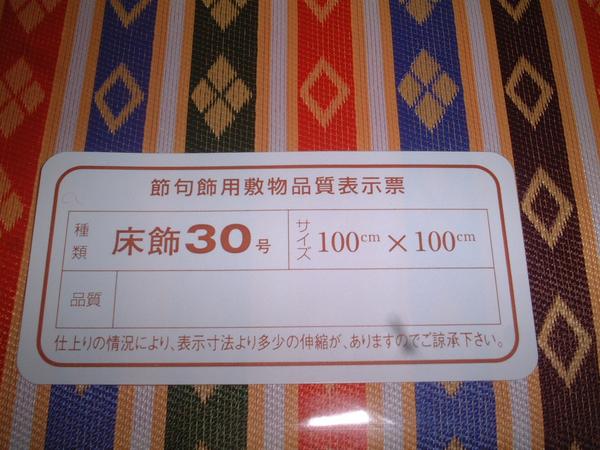 節句飾用敷物品質表示票
種類 床飾30号 サイズ 100cm×100cm
品質
仕上りの情況により、表示寸法より多少の伸縮が、ありますのでご諒承下さい。